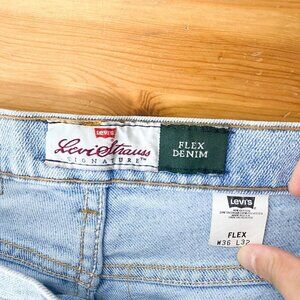 Levi's
Levi Strauss
SIGNATURE™
FLEX
DENIM
Levi's
FLEX
W36 L32